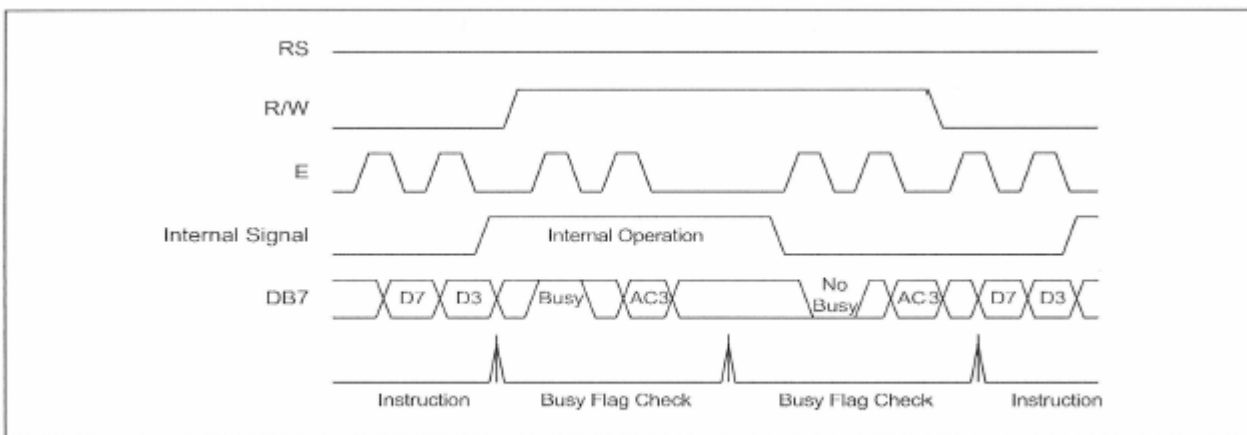 RS
R/W
E
Internal Signal
Internal Operation
DB7
D7
D3
Busy
AC3
No
Busy
AC3
D7
D3
Instruction
Busy Flag Check
Busy Flag Check
Instruction